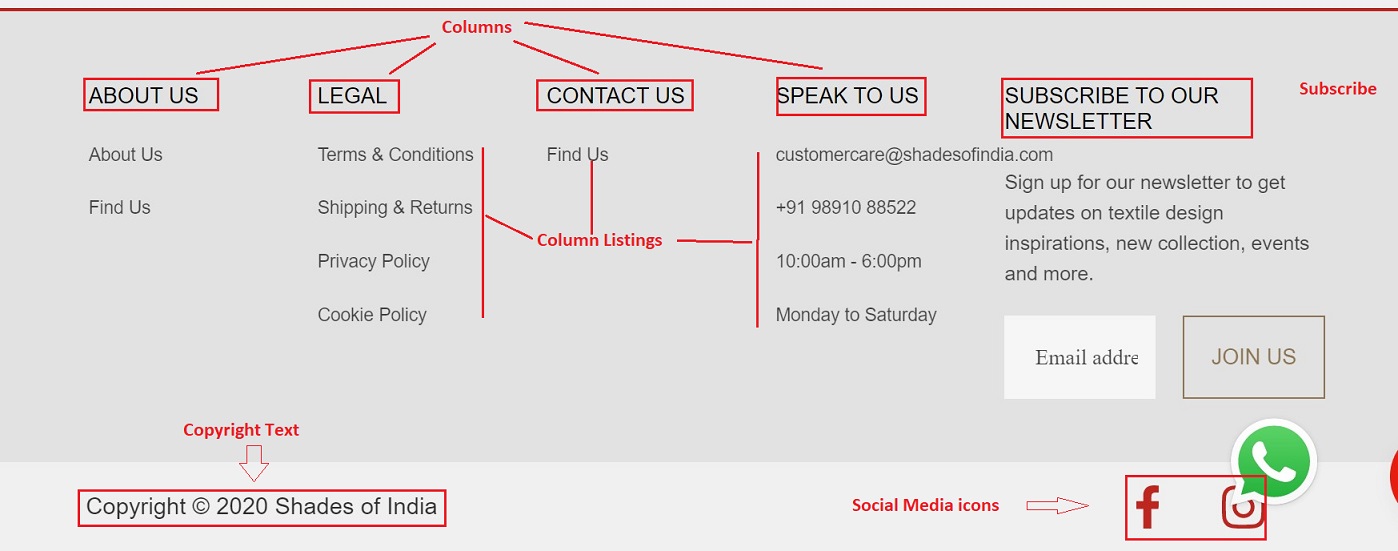 Columns
ABOUT US
About Us
Find Us
LEGAL
Terms & Conditions
Shipping & Returns
Privacy Policy
Cookie Policy
CONTACT US
Find Us
Column Listings
SPEAK TO US
customercare@shadesofindia.com
+91 98910 88522
10:00am - 6:00pm
Monday to Saturday
SUBSCRIBE TO OUR
NEWSLETTER
Subscribe
Sign up for our newsletter to get
updates on textile design
inspirations, new collection, events
and more.
Email addre
JOIN US
Copyright Text
Copyright © 2020 Shades of India
Social Media icons